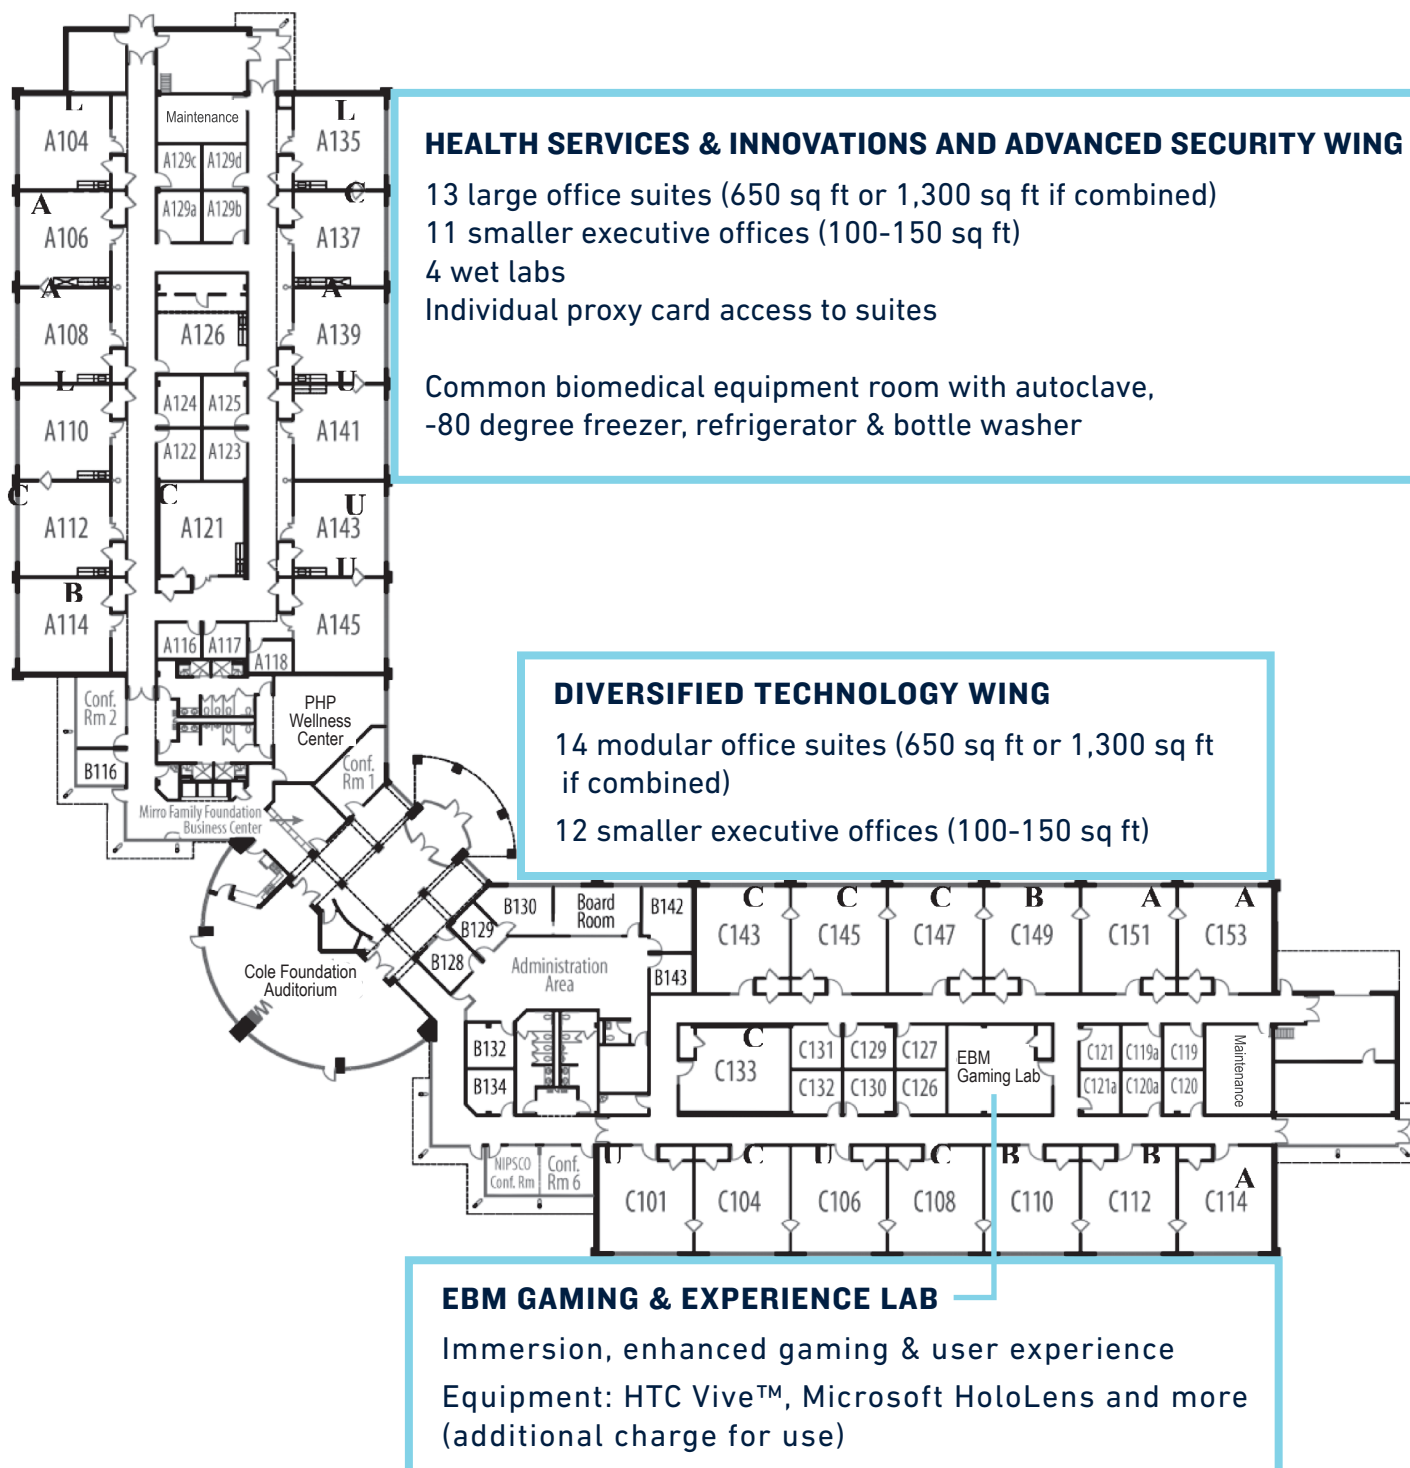 L
A104
Maintenance
L
A135
A129c
A129d
A
A106
A129a
A129b
C
A137
A
A108
A126
A
A139
L
A110
A124
A125
A122
A123
U
A141
C
A112
C
A121
U
A143
B
A114
U
A145
A116
A117
A118
Conf.
Rm 2
B116
PHP
Wellness
Center
Conf.
Rm 1
Mirro Family Foundation
Business Center
HEALTH SERVICES & INNOVATIONS AND ADVANCED SECURITY WING
13 large office suites (650 sq ft or 1,300 sq ft if combined)
11 smaller executive offices (100-150 sq ft)
4 wet labs
Individual proxy card access to suites
Common biomedical equipment room with autoclave,
-80 degree freezer, refrigerator & bottle washer
DIVERSIFIED TECHNOLOGY WING
14 modular office suites (650 sq ft or 1,300 sq ft
if combined)
12 smaller executive offices (100-150 sq ft)
Cole Foundation
Auditorium
B130
Board
Room
B142
B129
B128
Administration
Area
B143
B132
B134
NIPSCO
Conf. Rm
Conf.
Rm 6
C
C143
C
C145
C
C147
B
C149
A
C151
A
C153
C
C133
C131
C129
C127
C132
C130
C126
EBM
Gaming Lab
C121
C119a
C119
C121a
C120a
C120
Maintenance
U
C101
C
C104
U
C106
C
C108
B
C110
B
C112
A
C114
EBM GAMING & EXPERIENCE LAB
Immersion, enhanced gaming & user experience
Equipment: HTC Vive™, Microsoft HoloLens and more
(additional charge for use)